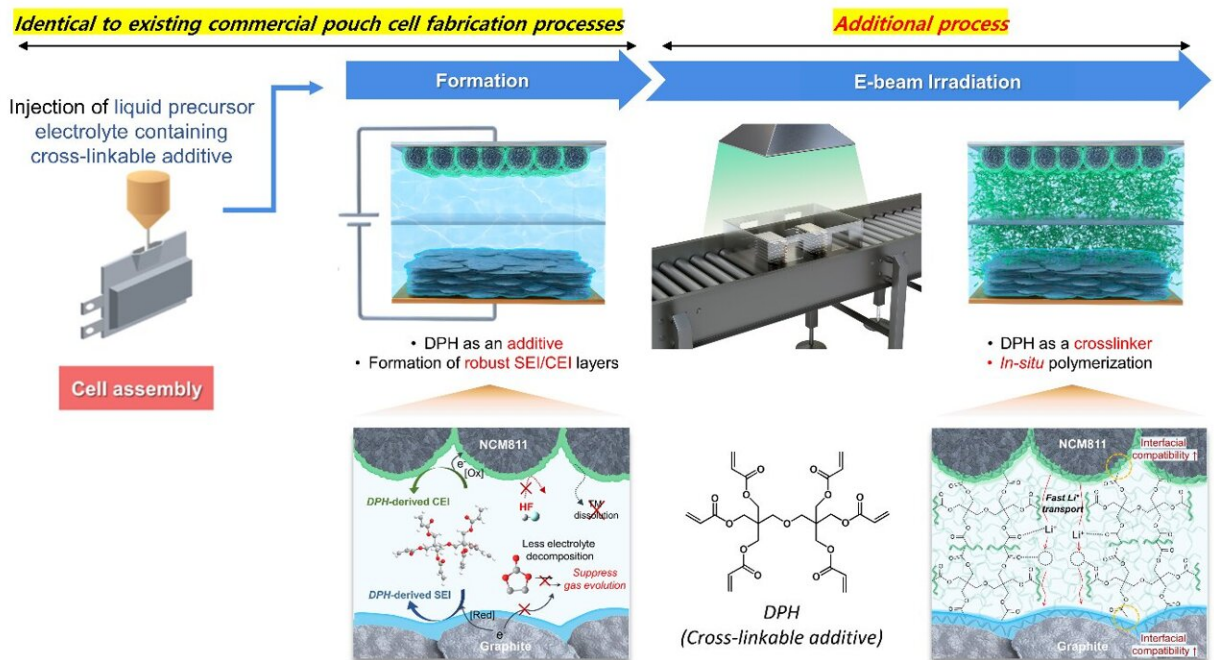 Identical to existing commercial pouch cell fabrication processes
Additional process
Formation
E-beam Irradiation
Injection of liquid precursor
electrolyte containing
cross-linkable additive
Cell assembly
• DPH as an additive
• Formation of robust SEI/CEI layers
• DPH as a crosslinker
• In-situ polymerization
NCM811
e-
[Ox]
DPH-derived CEI
HF
TM
dissolution
Less electrolyte
decomposition
Suppress
gas evolution
DPH-derived SEI
[Red]
e-
Graphite
O
O
O
O
O
O
O
O
O
O
O
O
O
DPH
(Cross-linkable additive)
NCM811
Interfacial
compatibility ↑
Fast Li+
transport
Li+
Li+
Graphite
Interfacial
compatibility ↑